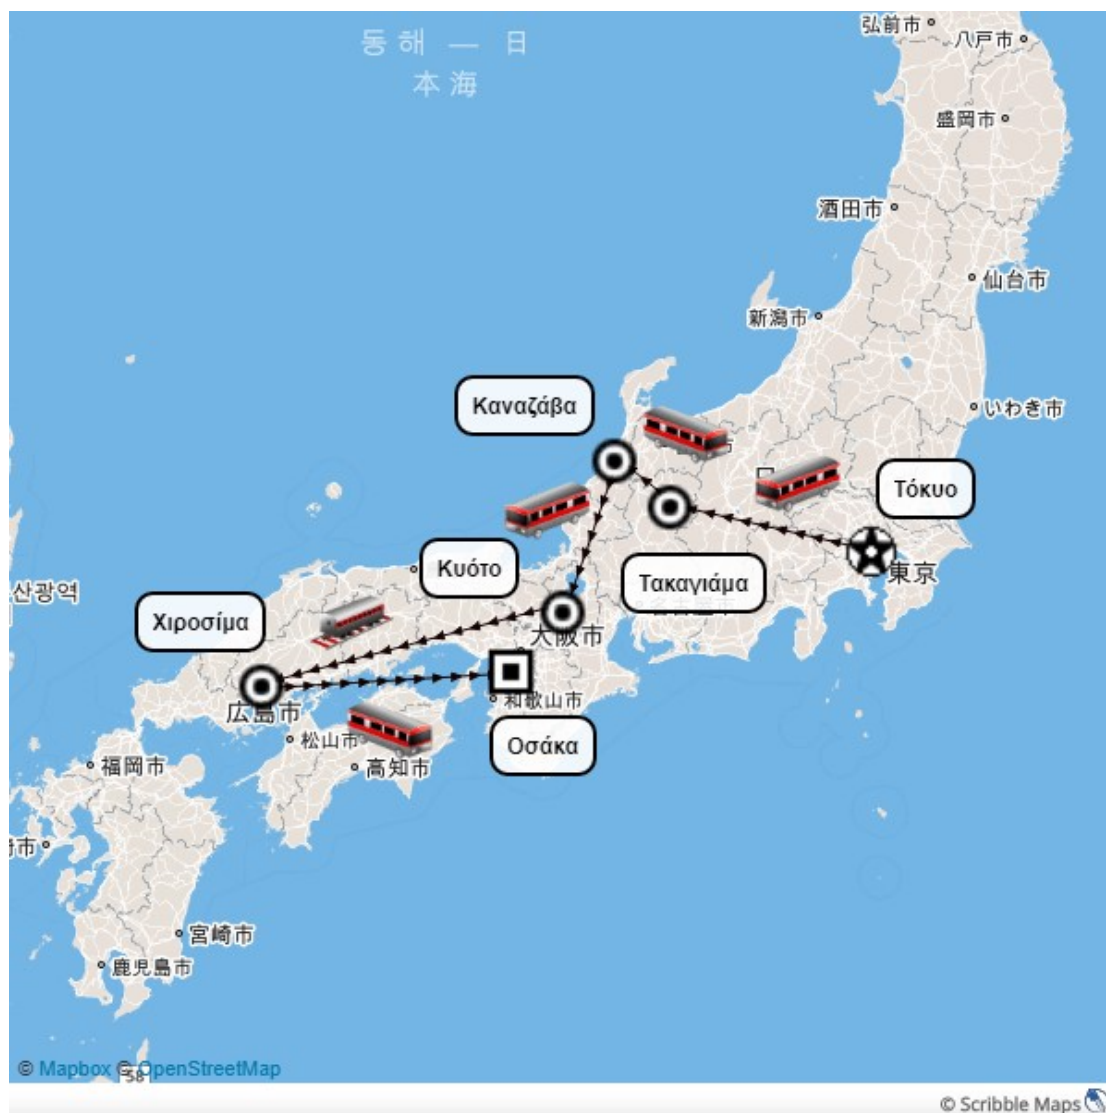 弘前市
동해 — 日
八戸市
本海
盛岡市
酒田市
仙台市
新潟市
Καναζάβα
いわき市
Τόκυο
Κυότο
東京
Τακαγιάμα
산광역
Χιροσίμα
大阪市
広島市
和歌山市
松山市
Οσάκα
福岡市
高知市
市
宮崎市
鹿児島市
© Mapbox © OpenStreetMap
58
© Scribble Maps